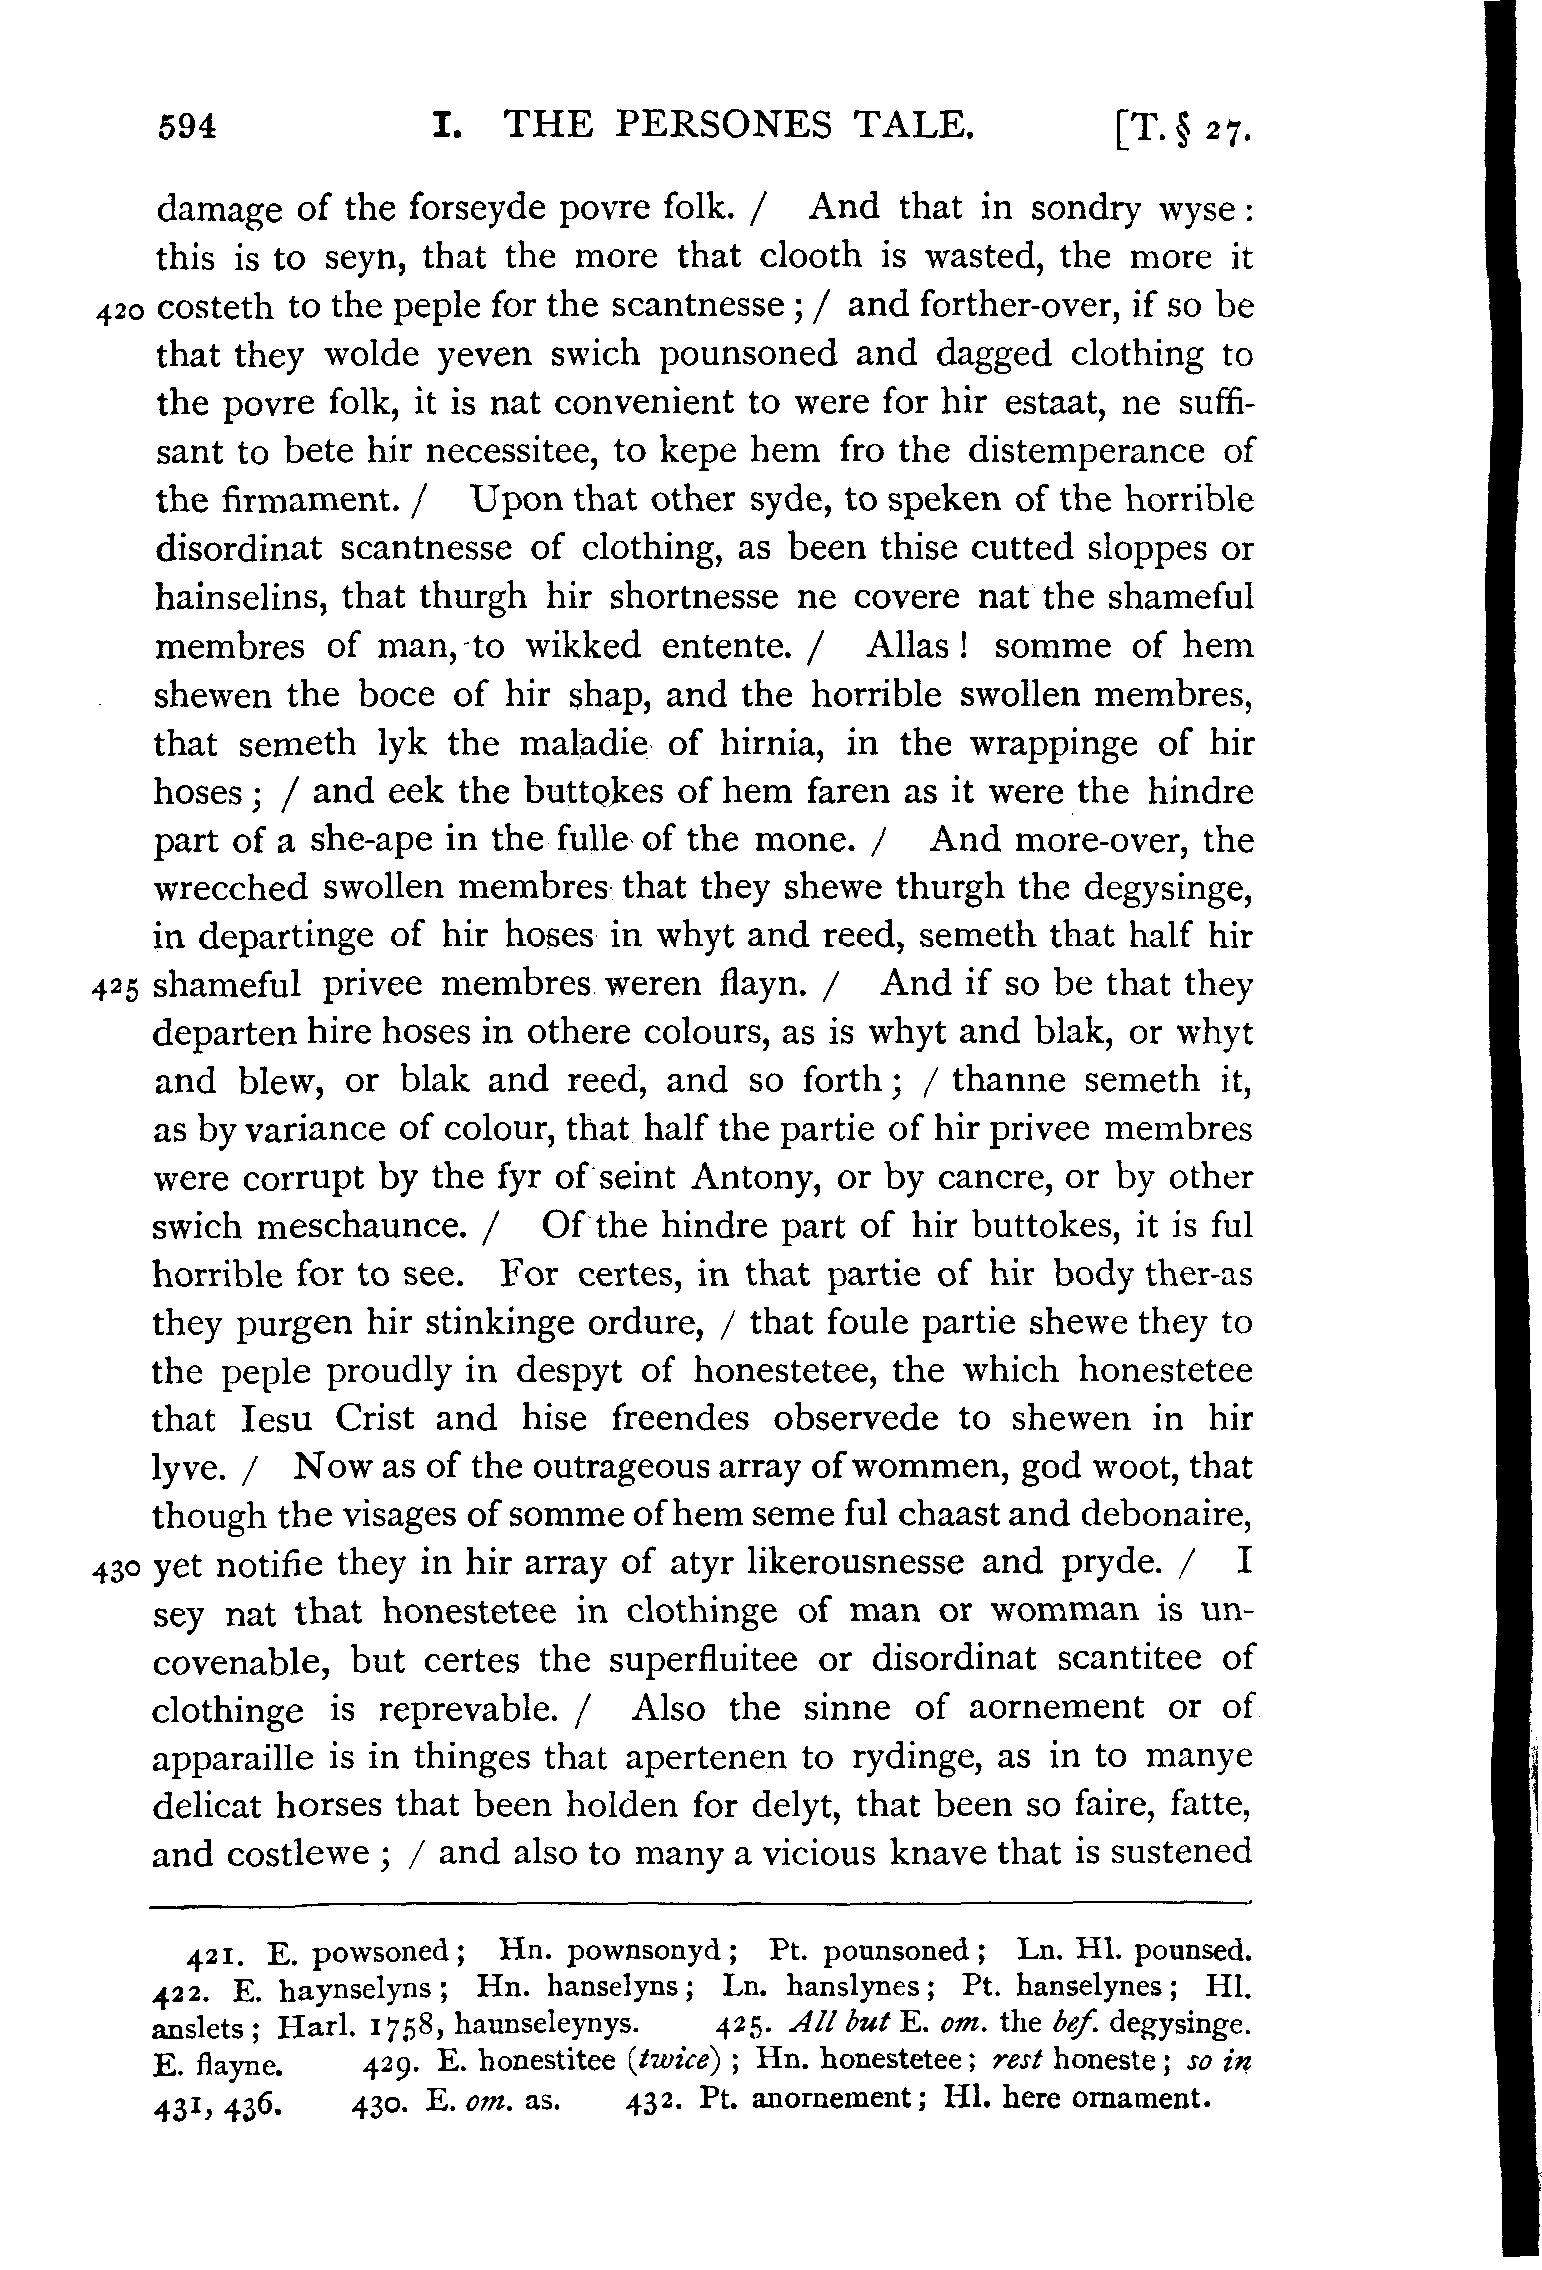 594 I. THE PERSONES TALE. [T. § 27.
damage of the forseyde povre folk. / And that in sondry wyse :
this is to seyn, that the more that clooth is wasted, the more it
420 costeth to the peple for the scantnesse ; / and forther-over, if so be
that they wolde yeven swich pounsoned and dagged clothing to
the povre folk, it is nat convenient to were for hir estaat, ne suffi-
sant to bete hir necessitee, to kepe hem fro the distemperance of
the firmament. / Upon that other syde, to speken of the horrible
disordinat scantnesse of clothing, as been thise cutted sloppes or
hainselins, that thurgh hir shortnesse ne covere nat the shameful
membres of man, to wikked entente. / Allas ! somme of hem
shewen the boce of hir shap, and the horrible swollen membres,
that semeth lyk the maladie of hirnia, in the wrappinge of hir
hoses ; / and eek the buttokes of hem faren as it were the hindre
part of a she-ape in the fulle of the mone. / And more-over, the
wrecched swollen membres that they shewe thurgh the degysinge,
in departinge of hir hoses in whyt and reed, semeth that half hir
425 shameful privee membres weren flayn. / And if so be that they
departen hire hoses in othere colours, as is whyt and blak, or whyt
and blew, or blak and reed, and so forth ; / thanne semeth it,
as by variance of colour, that half the partie of hir privee membres
were corrupt by the fyr of seint Antony, or by cancre, or by other
swich meschaunce. / Of the hindre part of hir buttokes, it is ful
horrible for to see. For certes, in that partie of hir body ther-as
they purgen hir stinkinge ordure, / that foule partie shewe they to
the peple proudly in despyt of honestetee, the which honestetee
that Iesu Crist and hise freendes observede to shewen in hir
lyve. / Now as of the outrageous array of wommen, god woot, that
though the visages of somme of hem seme ful chaast and debonaire,
430 yet notifie they in hir array of atyr likerousnesse and pryde. / I
sey nat that honestetee in clothinge of man or womman is un-
covenable, but certes the superfluitee or disordinat scantitee of
clothinge is reprevable. / Also the sinne of aornement or of
apparaille is in thinges that apertenen to rydinge, as in to manye
delicat horses that been holden for delyt, that been so faire, fatte,
and costlewe ; / and also to many a vicious knave that is sustened
421. E. powsoned ; Hn. pownsonyd ; Pt. pounsoned ; Ln. Hl. pounsed.
422. E. haynselyns ; Hn. hanselyns ; Ln. hanslynes ; Pt. hanselynes ; Hl.
anslets ; Harl. 1758, haunseleynys. 425. All but E. om. the bef. degysinge.
E. flayne. 429. E. honestitee (twice) ; Hn. honestetee ; rest honeste ; so in
431, 436. 430. E. om. as. 432. Pt. anornement ; Hl. here ornament.